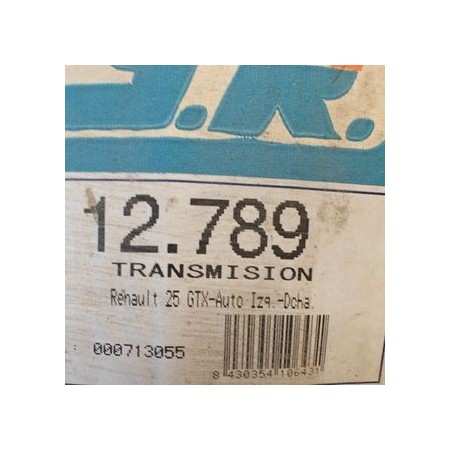 J.R.
12.789
TRANSMISION
Renault 25 GTX-Auto Izq.-Dcha.
000713055
8 430354 106431